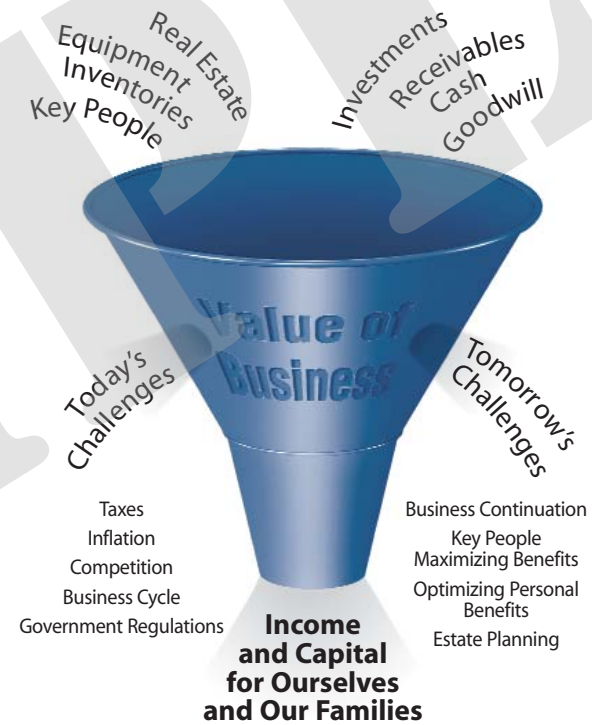 Real Estate
Equipment
Inventories
Key People
Investments
Receivables
Cash
Goodwill
Value of
Business
Today's
Challenges
Taxes
Inflation
Competition
Business Cycle
Government Regulations
Tomorrow's
Challenges
Business Continuation
Key People
Maximizing Benefits
Optimizing Personal
Benefits
Estate Planning
Income
and Capital
for Ourselves
and Our Families